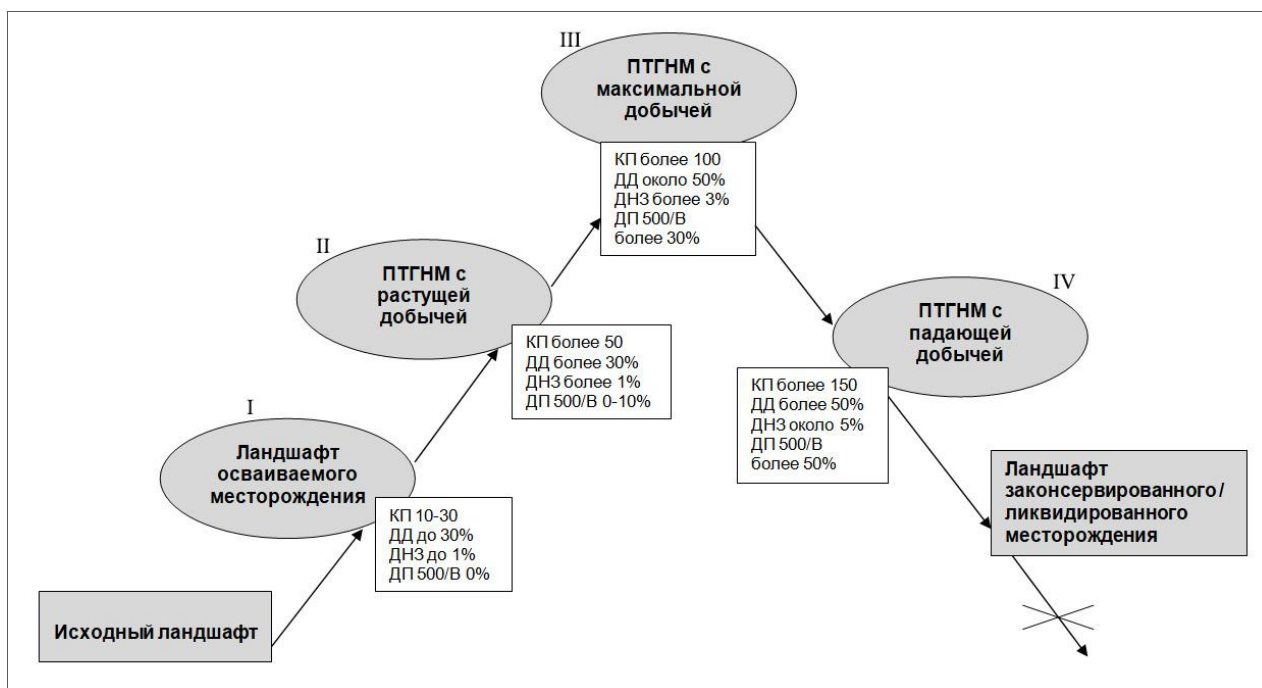 III
ПТГНМ с
максимальной
добычей
КП более 100
ДД около 50%
ДНЗ более 3%
ДП 500/В
более 30%
II
ПТГНМ с
растущей
добычей
КП более 50
ДД более 30%
ДНЗ более 1%
ДП 500/В 0-10%
IV
ПТГНМ с
падающей
добычей
КП более 150
ДД более 50%
ДНЗ около 5%
ДП 500/В
более 50%
I
Ландшафт
осваиваемого
месторождения
КП 10-30
ДД до 30%
ДНЗ до 1%
ДП 500/В 0%
Ландшафт
законсервированного/
ликвидированного
месторождения
Исходный ландшафт